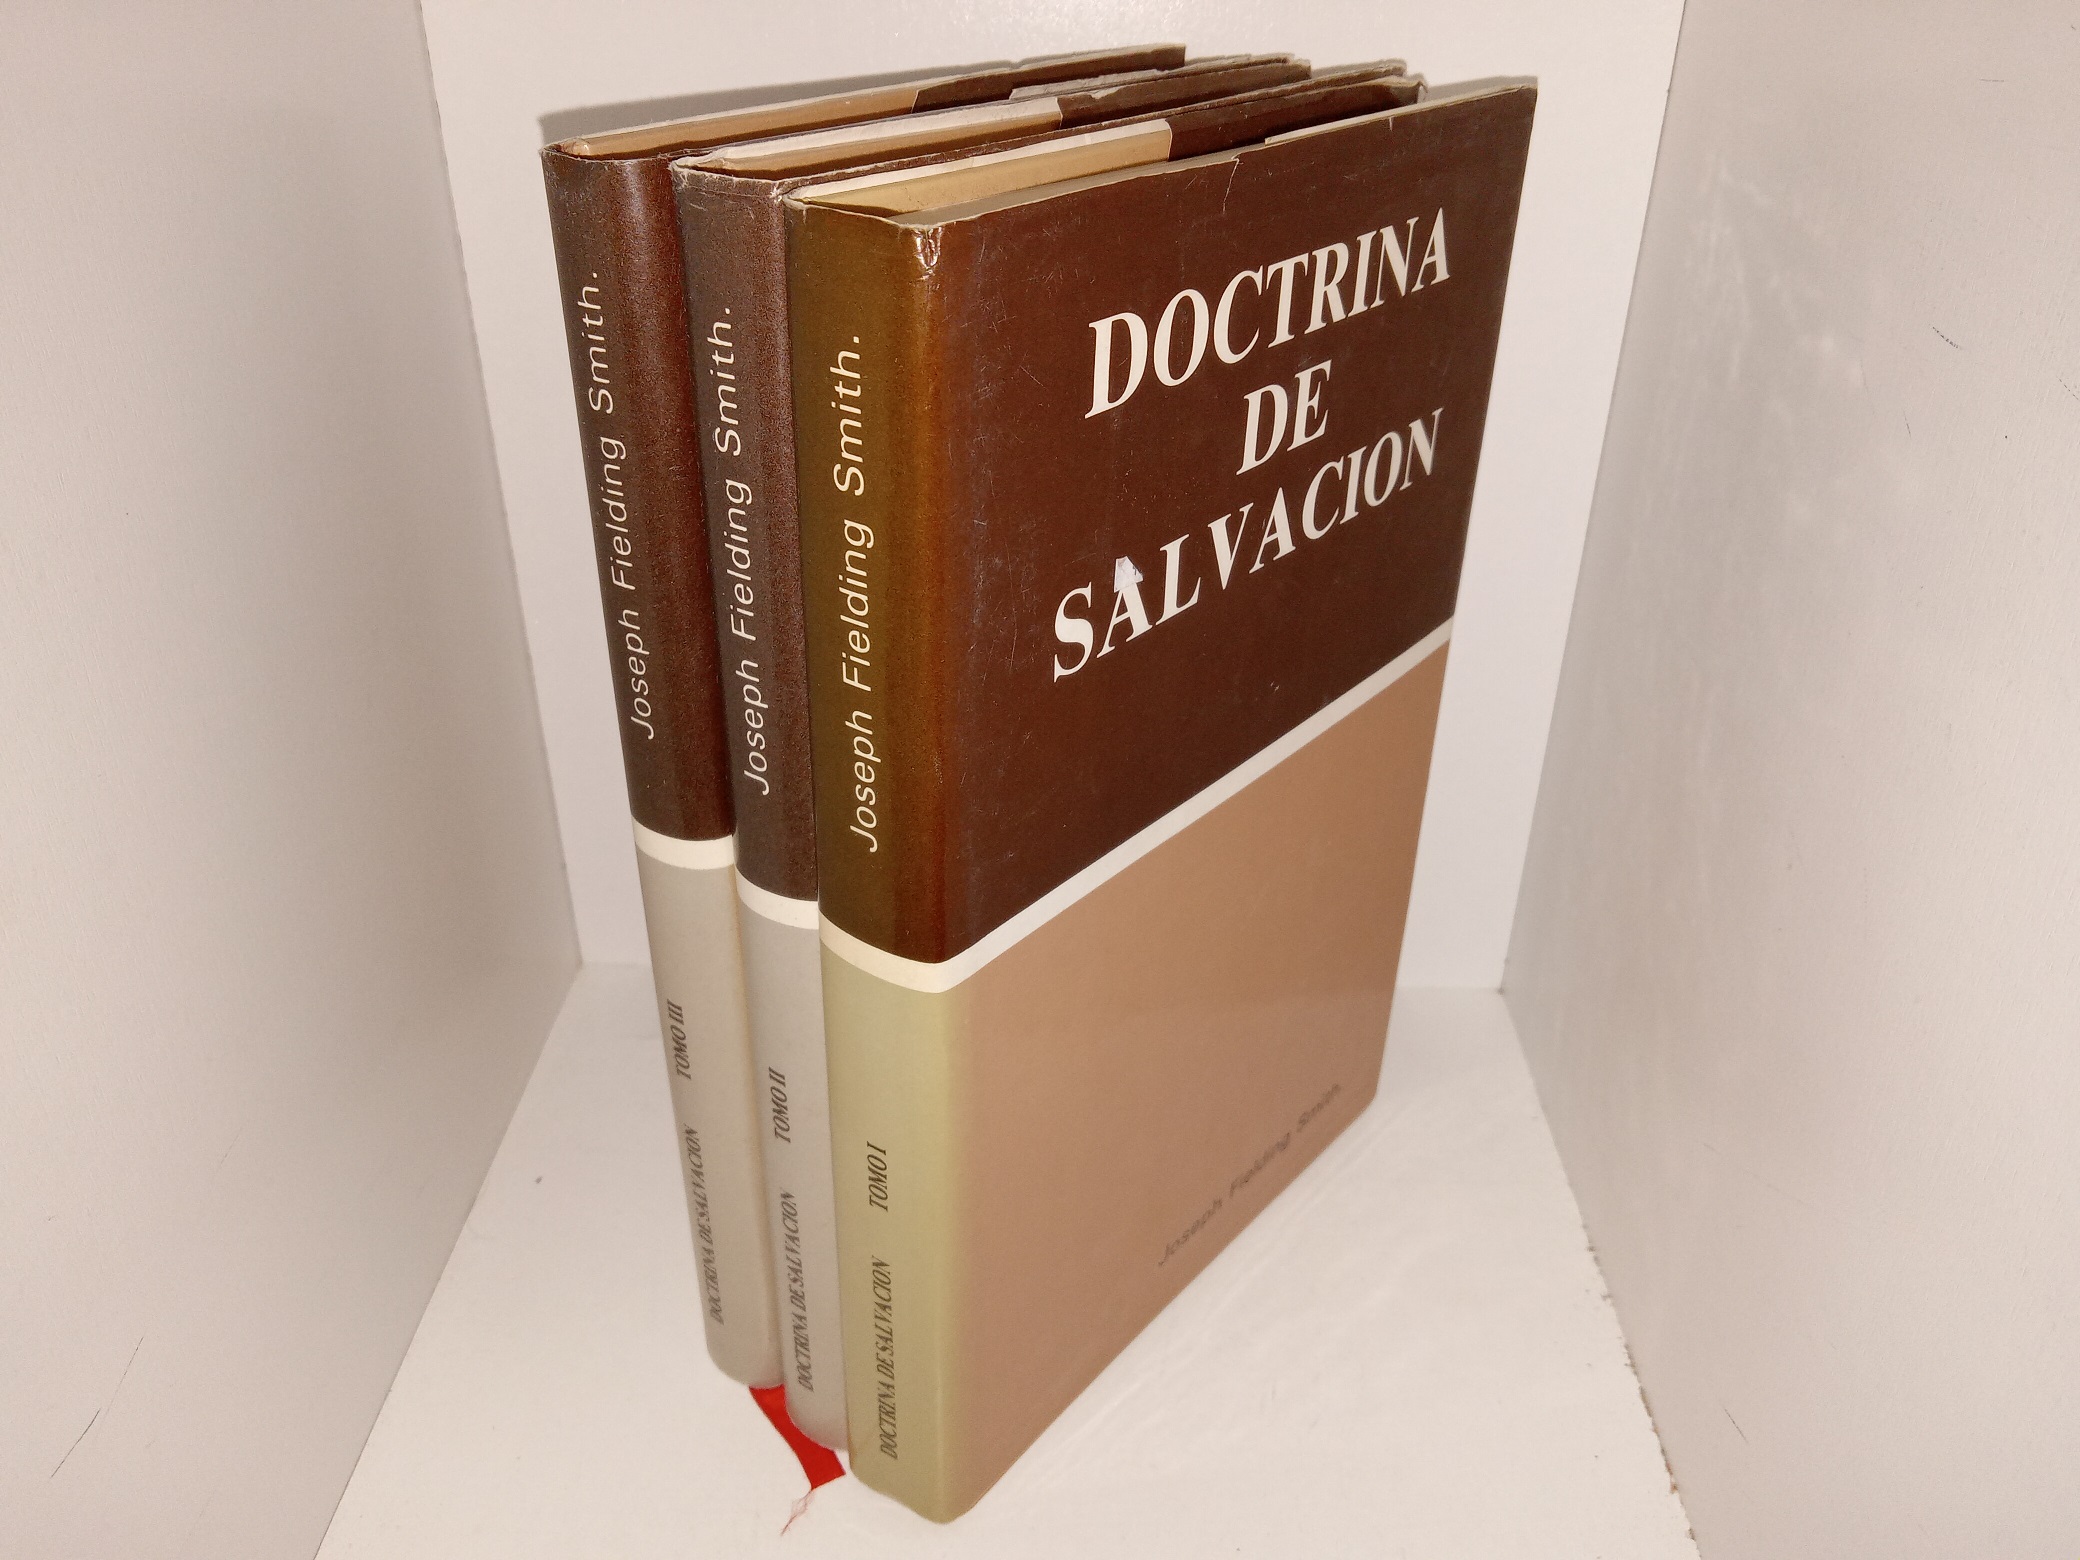 Joseph Fielding Smith.
DOCTRINA DE SALVACION TOMO III
Joseph Fielding Smith.
DOCTRINA DE SALVACION TOMO II
Joseph Fielding Smith.
DOCTRINA DE SALVACION TOMO I
DOCTRINA
DE
SALVACION
Joseph Fielding Smith.